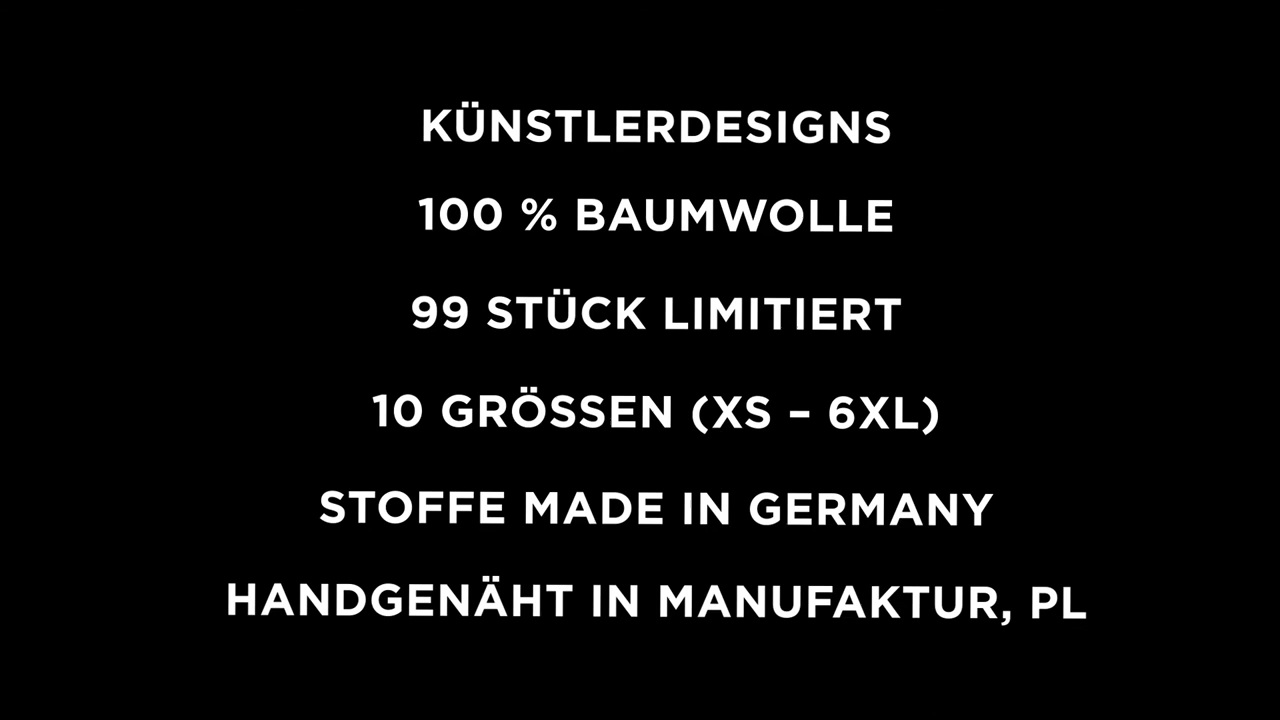 KÜNSTLERDESIGNS
100 % BAUMWOLLE
99 STÜCK LIMITIERT
10 GRÖSSEN (XS – 6XL)
STOFFE MADE IN GERMANY
HANDGENÄHT IN MANUFAKTUR, PL